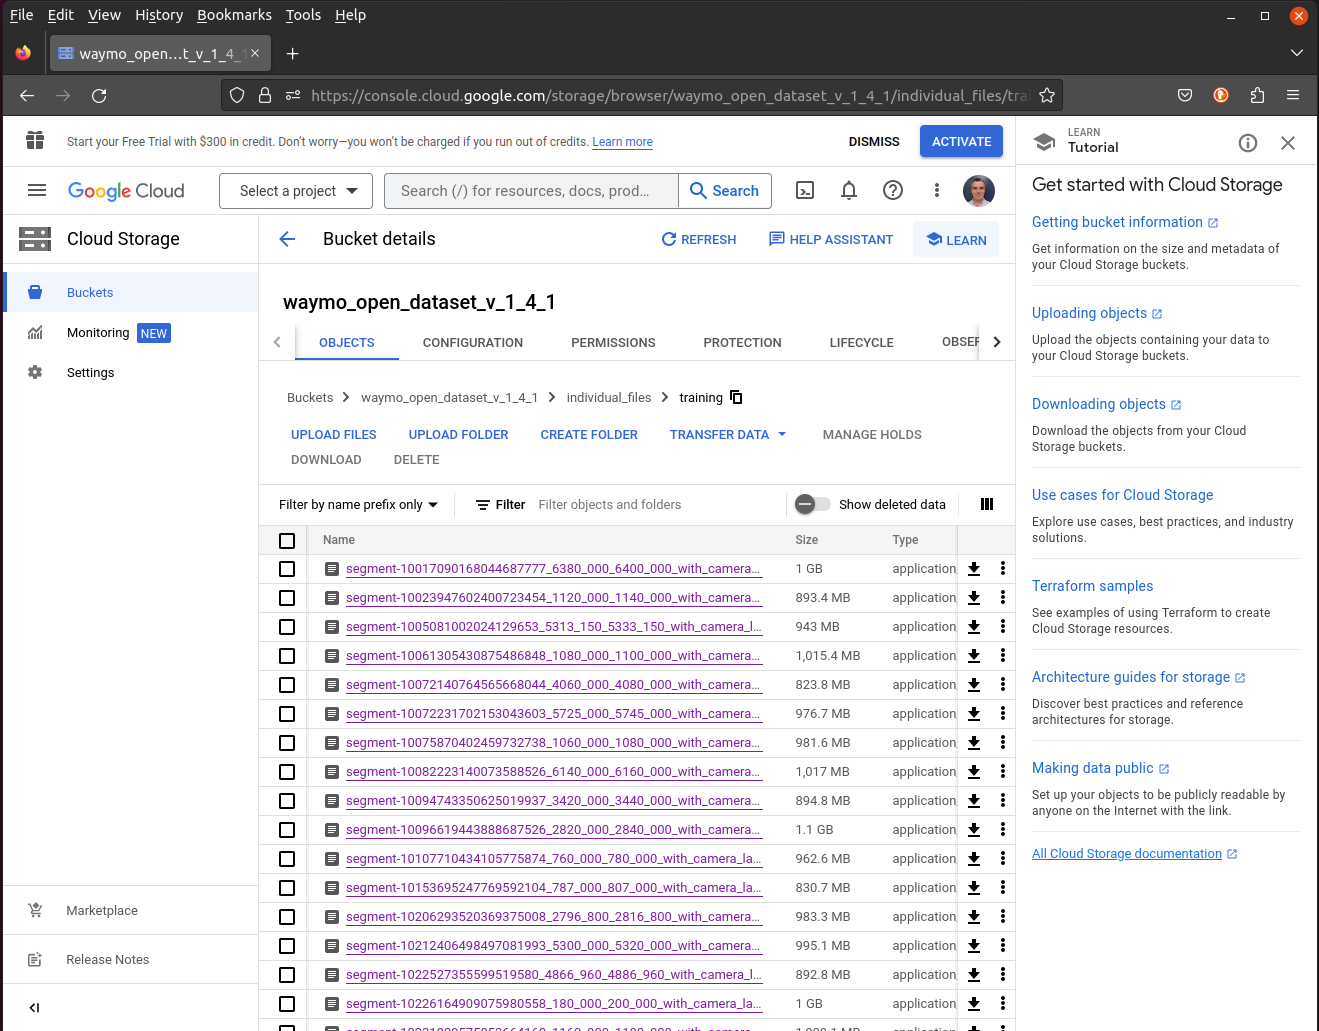 File Edit View History Bookmarks Tools Help
waymo_open…t_v_1_4_1
https://console.cloud.google.com/storage/browser/waymo_open_dataset_v_1_4_1/individual_files/trai
Start your Free Trial with $300 in credit. Don’t worry—you won’t be charged if you run out of credits. Learn more
DISMISS
ACTIVATE
Google Cloud
Select a project
Search (/) for resources, docs, prod…
Search
Cloud Storage
Buckets
Monitoring NEW
Settings
Marketplace
Release Notes
Bucket details
REFRESH
HELP ASSISTANT
LEARN
waymo_open_dataset_v_1_4_1
OBJECTS CONFIGURATION PERMISSIONS PROTECTION LIFECYCLE OBSER
Buckets > waymo_open_dataset_v_1_4_1 > individual_files > training
UPLOAD FILES UPLOAD FOLDER CREATE FOLDER TRANSFER DATA MANAGE HOLDS
DOWNLOAD DELETE
Filter by name prefix only Filter Filter objects and folders Show deleted data
Name Size Type
segment-10017090168044687777_6380_000_6400_000_with_camera… 1 GB application
segment-10023947602400723454_1120_000_1140_000_with_camera… 893.4 MB application
segment-1005081002024129653_5313_150_5333_150_with_camera_l… 943 MB application
segment-10061305430875486848_1080_000_1100_000_with_camera… 1,015.4 MB application
segment-10072140764565668044_4060_000_4080_000_with_camera… 823.8 MB application
segment-10072231702153043603_5725_000_5745_000_with_camera… 976.7 MB application
segment-10075870402459732738_1060_000_1080_000_with_camera… 981.6 MB application
segment-10082223140073588526_6140_000_6160_000_with_camera… 1,017 MB application
segment-10094743350625019937_3420_000_3440_000_with_camera… 894.8 MB application
segment-10096619443888687526_2820_000_2840_000_with_camera… 1.1 GB application
segment-10107710434105775874_760_000_780_000_with_camera_la… 962.6 MB application
segment-10153695247769592104_787_000_807_000_with_camera_la… 830.7 MB application
segment-10206293520369375008_2796_800_2816_800_with_camera… 983.3 MB application
segment-10212406498497081993_5300_000_5320_000_with_camera… 995.1 MB application
segment-1022527355599519580_4866_960_4886_960_with_camera_l… 892.8 MB application
segment-10226164909075980558_180_000_200_000_with_camera_la… 1 GB application
LEARN
Tutorial
Get started with Cloud Storage
Getting bucket information
Get information on the size and metadata of
your Cloud Storage buckets.
Uploading objects
Upload the objects containing your data to
your Cloud Storage buckets.
Downloading objects
Download the objects from your Cloud
Storage buckets.
Use cases for Cloud Storage
Explore use cases, best practices, and industry
solutions.
Terraform samples
See examples of using Terraform to create
Cloud Storage resources.
Architecture guides for storage
Discover best practices and reference
architectures for storage.
Making data public
Set up your objects to be publicly readable by
anyone on the Internet with the link.
All Cloud Storage documentation